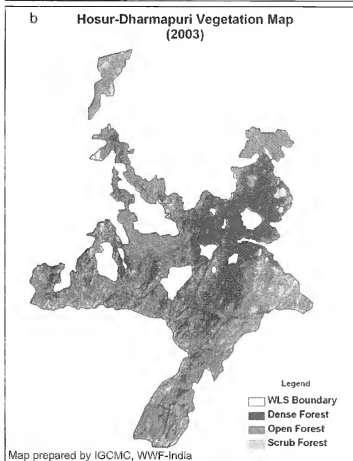 b
Hosur-Dharmapuri Vegetation Map
(2003)
Legend
WLS Boundary
Dense Forest
Open Forest
Scrub Forest
Map prepared by IGCMC, WWF-India